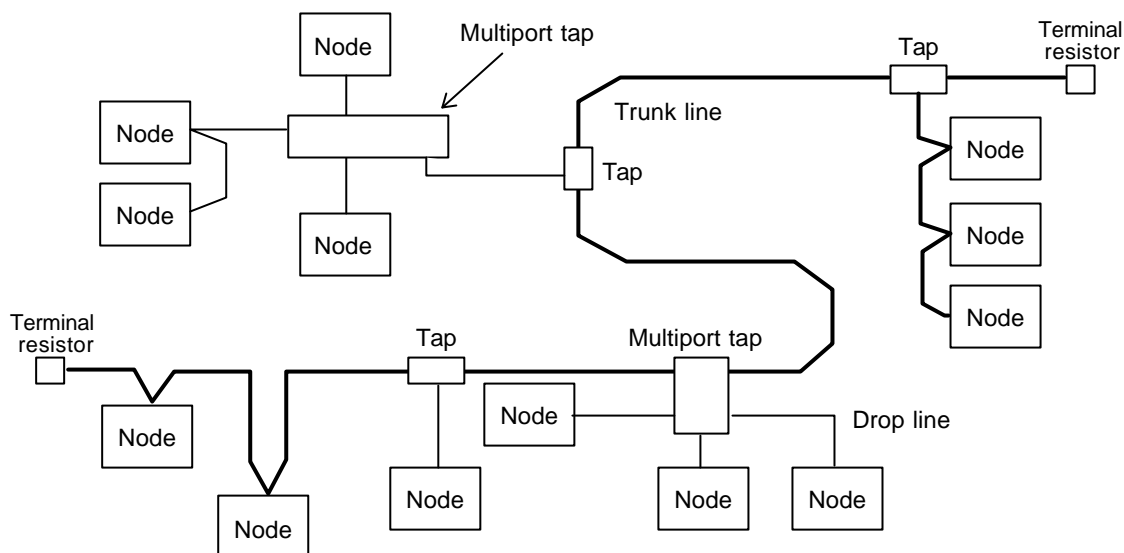 Node
Multiport tap
Tap
Terminal
resistor
Node
Trunk line
Node
Tap
Node
Node
Node
Node
Terminal
resistor
Tap
Multiport tap
Node
Node
Node
Drop line
Node
Node
Node
Node